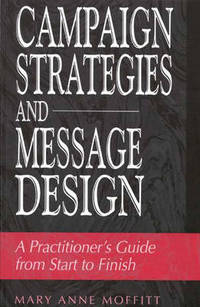 CAMPAIGN
STRATEGIES
AND
MESSAGE
DESIGN
A Practitioner's Guide
from Start to Finish
MARY ANNE MOFFITT